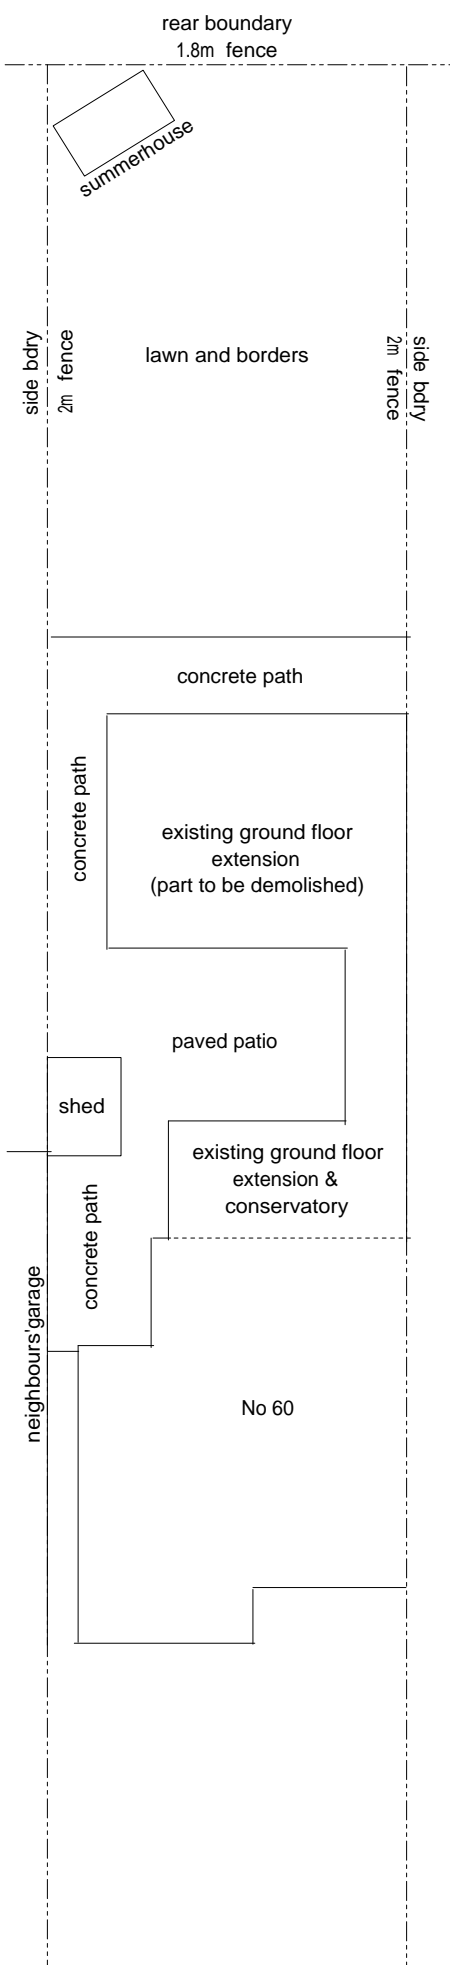 rear boundary
1.8m fence
summerhouse
side bdry
2m fence
lawn and borders
side bdry
2m fence
concrete path
concrete path
existing ground floor
extension
(part to be demolished)
paved patio
shed
existing ground floor
extension &
conservatory
concrete path
neighbours'garage
No 60